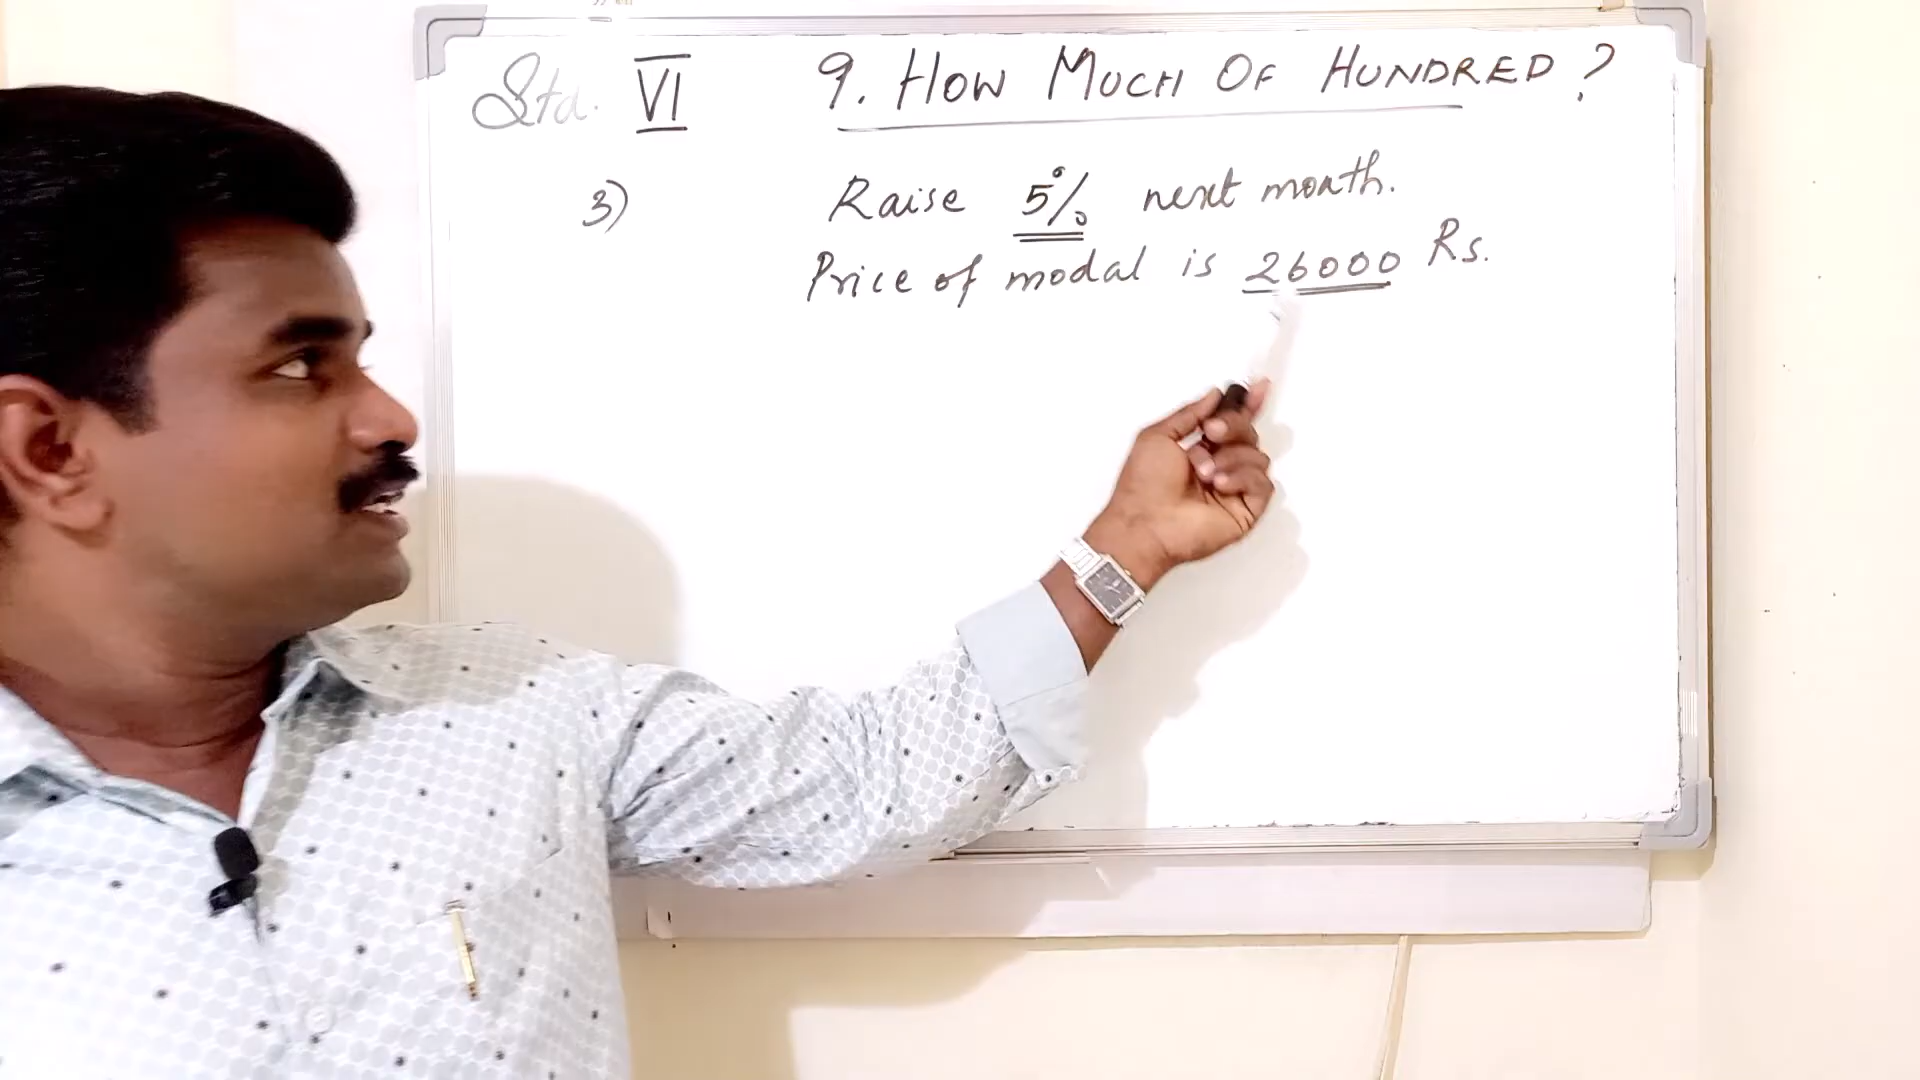 Std. VI 9. HOW MUCH OF HUNDRED ?
3) Raise 5% next month.
Price of modal is 26000 Rs.